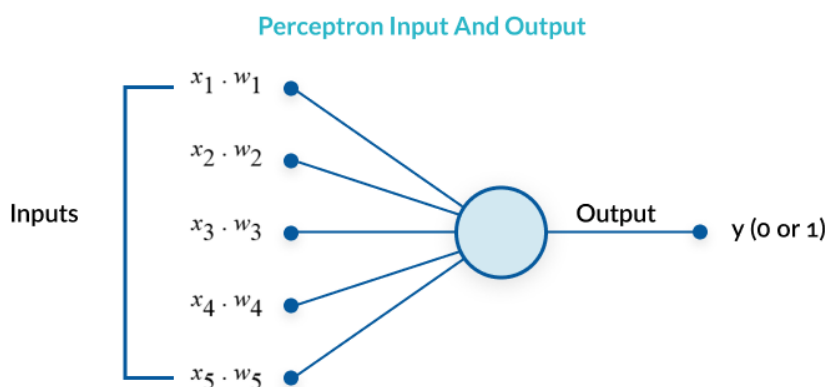 Perceptron Input And Output
x₁ . w₁
x₂ . w₂
Inputs
x₃ . w₃
Output
y (0 or 1)
x₄ . w₄
x₅ . w₅